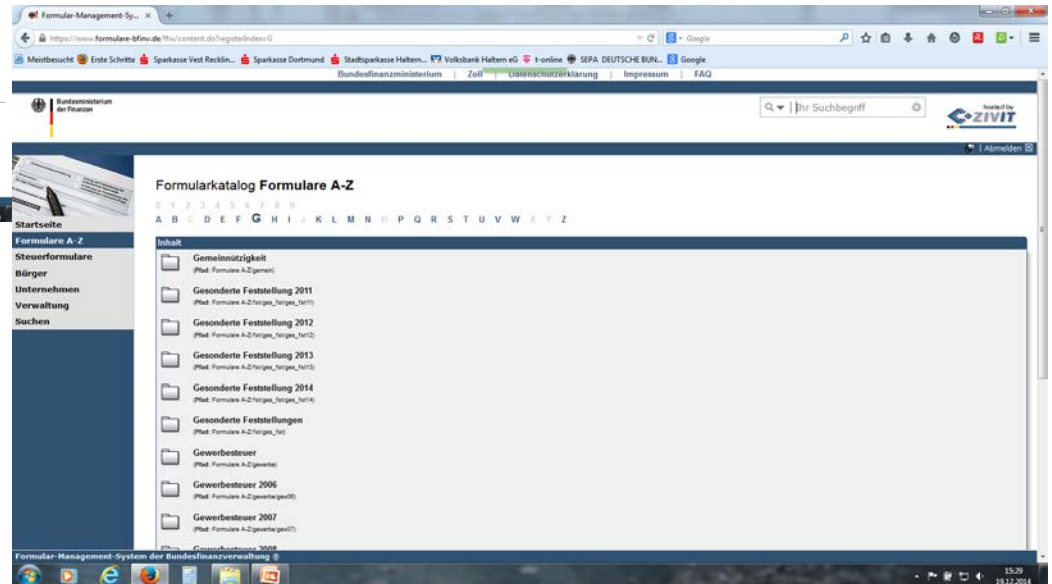 Formular-Management-Sy...
https://www.formulare-bfinv.de/ffw/content.do?registerIndex=G
Google
Meistbesucht Erste Schritte Sparkasse Vest Recklin... Sparkasse Dortmund Stadtsparkasse Haltern... Volksbank Haltern eG t-online SEPA DEUTSCHE BUN... Google
Bundesfinanzministerium | Zoll | Datenschutzerklärung | Impressum | FAQ
Bundesministerium
der Finanzen
Ihr Suchbegriff
hosted by
ZIVIT
| Abmelden
Formularkatalog Formulare A-Z
0 1 2 3 4 5 6 7 8 9
A B C D E F G H I J K L M N O P Q R S T U V W X Y Z
Startseite
Formulare A-Z
Steuerformulare
Bürger
Unternehmen
Verwaltung
Suchen
Inhalt
Gemeinnützigkeit
(Pfad: Formulare A-Z/gemein)
Gesonderte Feststellung 2011
(Pfad: Formulare A-Z/fst/ges_fst/ges_fst11)
Gesonderte Feststellung 2012
(Pfad: Formulare A-Z/fst/ges_fst/ges_fst12)
Gesonderte Feststellung 2013
(Pfad: Formulare A-Z/fst/ges_fst/ges_fst13)
Gesonderte Feststellung 2014
(Pfad: Formulare A-Z/fst/ges_fst/ges_fst14)
Gesonderte Feststellungen
(Pfad: Formulare A-Z/fst/ges_fst)
Gewerbesteuer
(Pfad: Formulare A-Z/gewerbe)
Gewerbesteuer 2006
(Pfad: Formulare A-Z/gewerbe/gew06)
Gewerbesteuer 2007
(Pfad: Formulare A-Z/gewerbe/gew07)
Gewerbesteuer 2008
Formular-Management-System der Bundesfinanzverwaltung ®
15:29
19.12.2014